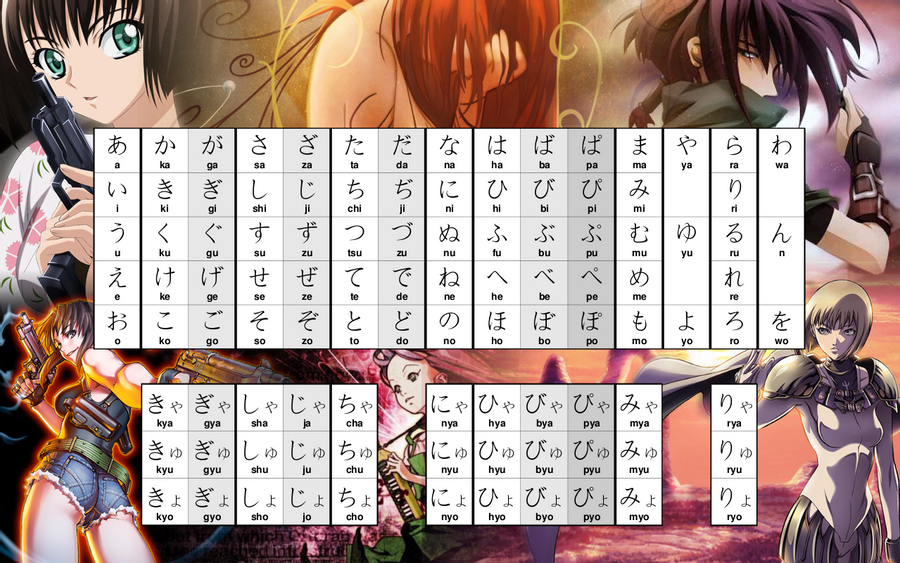 あ か が さ ざ た だ な は ば ぱ ま や ら わ
a ka ga sa za ta da na ha ba pa ma ya ra wa
い き ぎ し じ ち ぢ に ひ び ぴ み り
i ki gi shi ji chi ji ni hi bi pi mi ri
う く ぐ す ず つ づ ぬ ふ ぶ ぷ む ゆ る ん
u ku gu su zu tsu zu nu fu bu pu mu yu ru n
え け げ せ ぜ て で ね へ べ ぺ め れ
e ke ge se ze te de ne he be pe me re
お こ ご そ ぞ と ど の ほ ぼ ぽ も よ ろ を
o ko go so zo to do no ho bo po mo yo ro wo
きゃ ぎゃ しゃ じゃ ちゃ にゃ ひゃ びゃ ぴゃ みゃ りゃ
kya gya sha ja cha nya hya bya pya mya rya
きゅ ぎゅ しゅ じゅ ちゅ にゅ ひゅ びゅ ぴゅ みゅ りゅ
kyu gyu shu ju chu nyu hyu byu pyu myu ryu
きょ ぎょ しょ じょ ちょ にょ ひょ びょ ぴょ みょ りょ
kyo gyo sho jo cho nyo hyo byo pyo myo ryo
from which
reached into